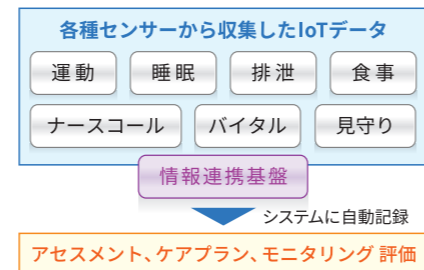 各種センサーから収集したIoTデータ
運動 睡眠 排泄 食事
ナースコール バイタル 見守り
情報連携基盤
システムに自動記録
アセスメント、ケアプラン、モニタリング 評価